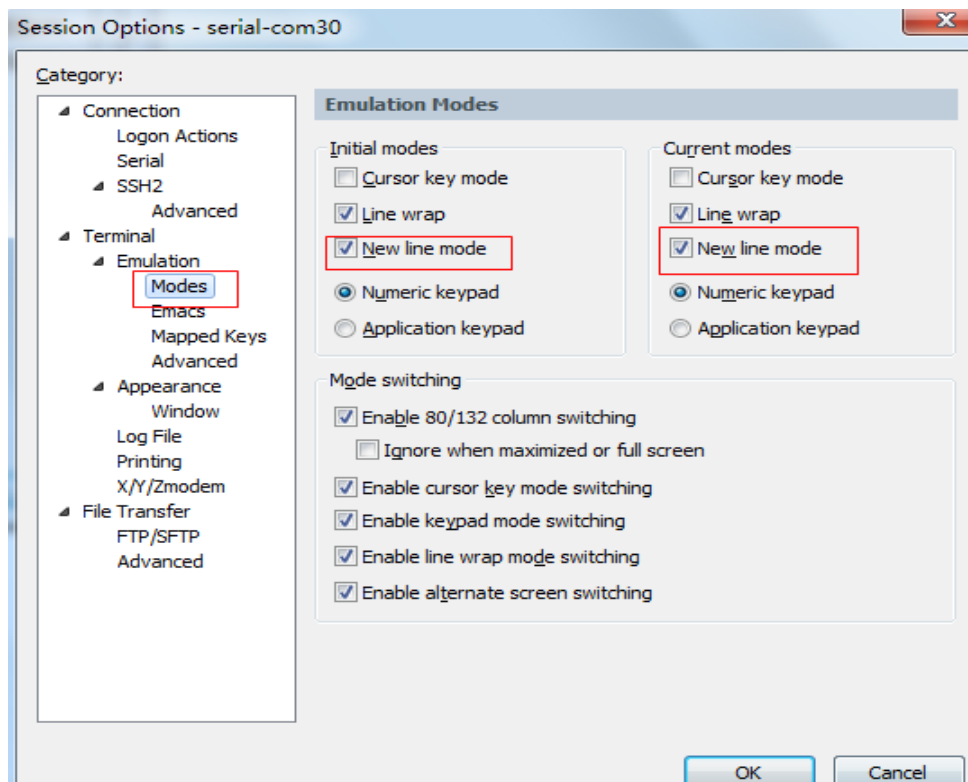 Session Options - serial-com30
Category:
Connection
Logon Actions
Serial
SSH2
Advanced
Terminal
Emulation
Modes
Emacs
Mapped Keys
Advanced
Appearance
Window
Log File
Printing
X/Y/Zmodem
File Transfer
FTP/SFTP
Advanced
Emulation Modes
Initial modes
Cursor key mode
Line wrap
New line mode
Numeric keypad
Application keypad
Current modes
Cursor key mode
Line wrap
New line mode
Numeric keypad
Application keypad
Mode switching
Enable 80/132 column switching
Ignore when maximized or full screen
Enable cursor key mode switching
Enable keypad mode switching
Enable line wrap mode switching
Enable alternate screen switching
OK
Cancel